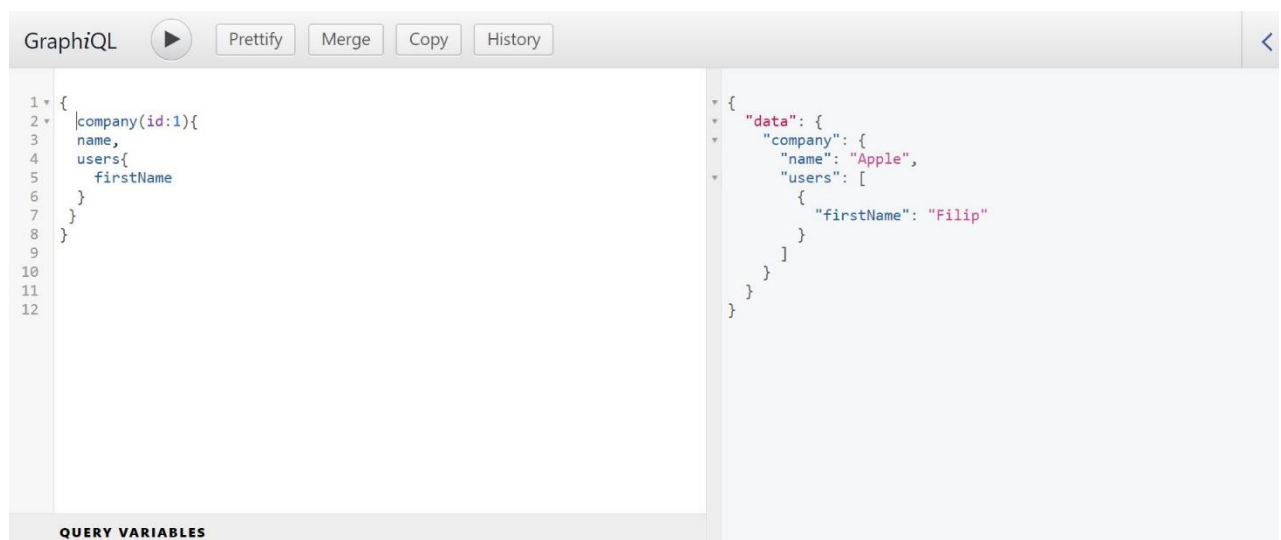 GraphiQL Prettify Merge Copy History
1 {
2 company(id:1){
3 name,
4 users{
5 firstName
6 }
7 }
8 }
9
10
11
12
QUERY VARIABLES
{
"data": {
"company": {
"name": "Apple",
"users": [
{
"firstName": "Filip"
}
]
}
}
}